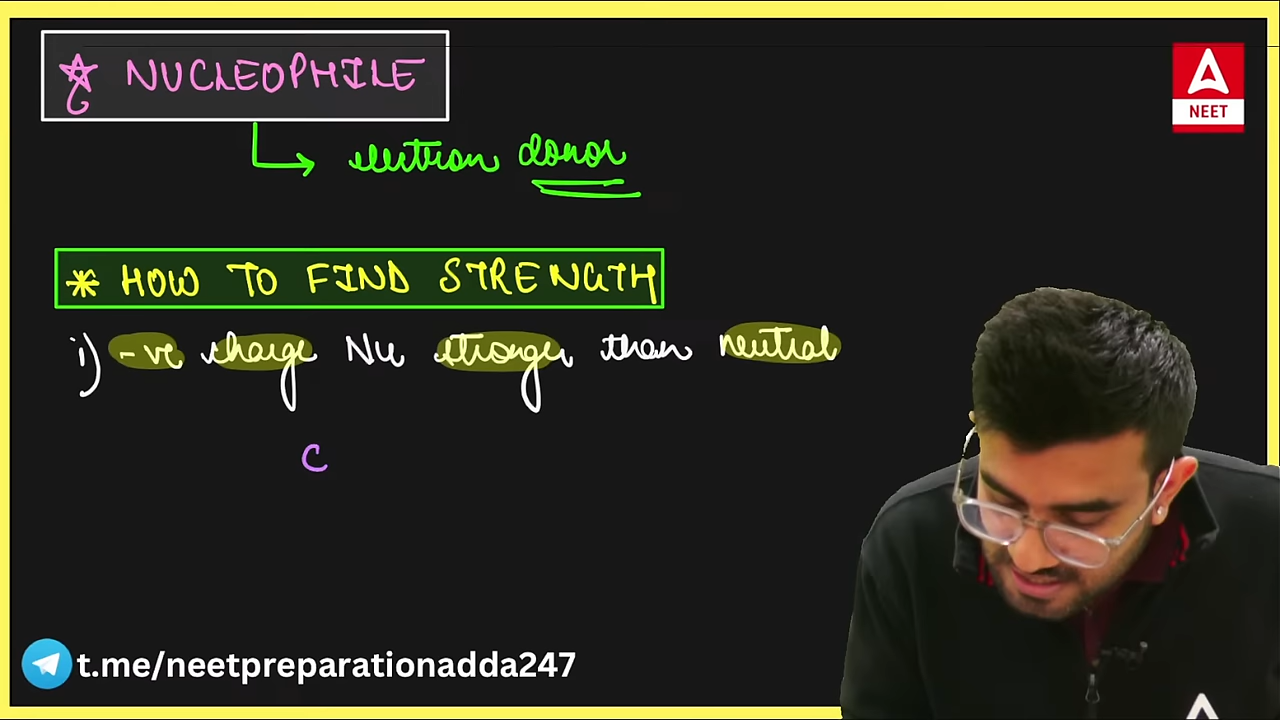 * NUCLEOPHILE
NEET
↳ electron donor
* HOW TO FIND STRENGTH
i) -ve charge Nu stronger than neutral
C
t.me/neetpreparationadda247